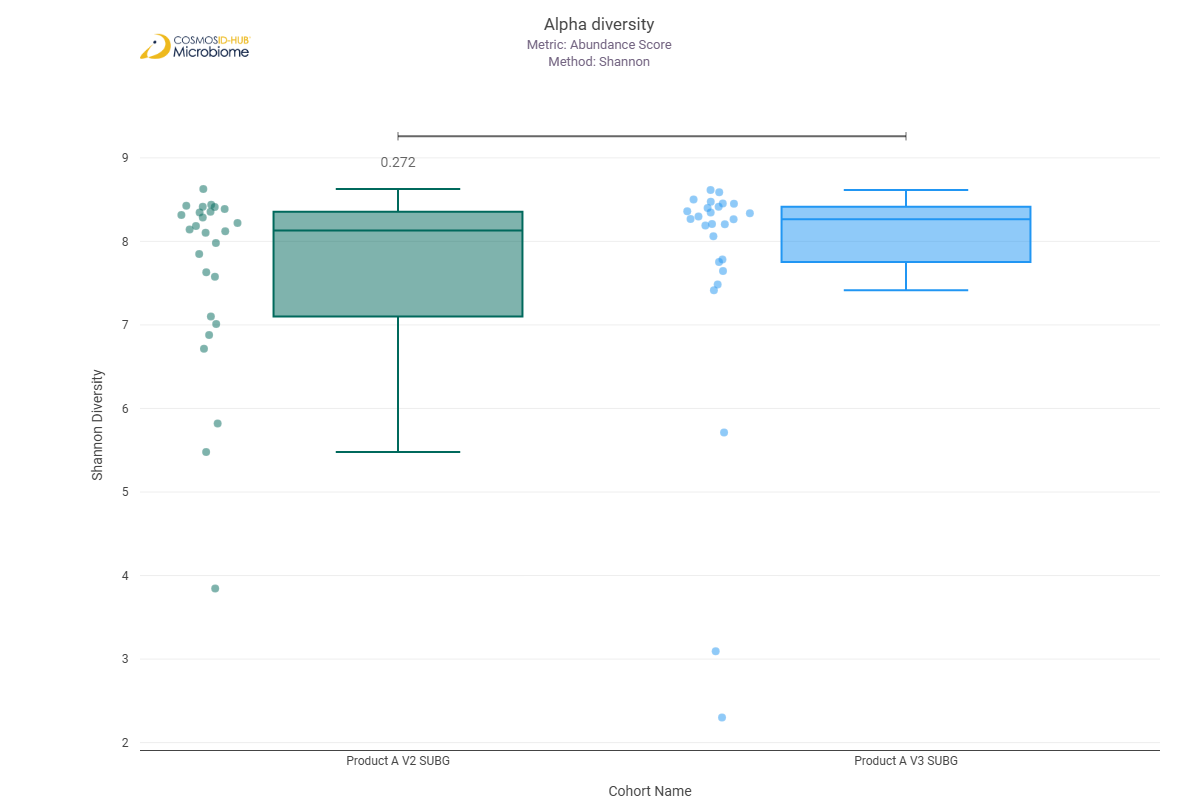 Alpha diversity
COSMOSID-HUB
Microbiome
Metric: Abundance Score
Method: Shannon
0.272
9
8
7
6
5
4
3
2
Shannon Diversity
Product A V2 SUBG
Product A V3 SUBG
Cohort Name